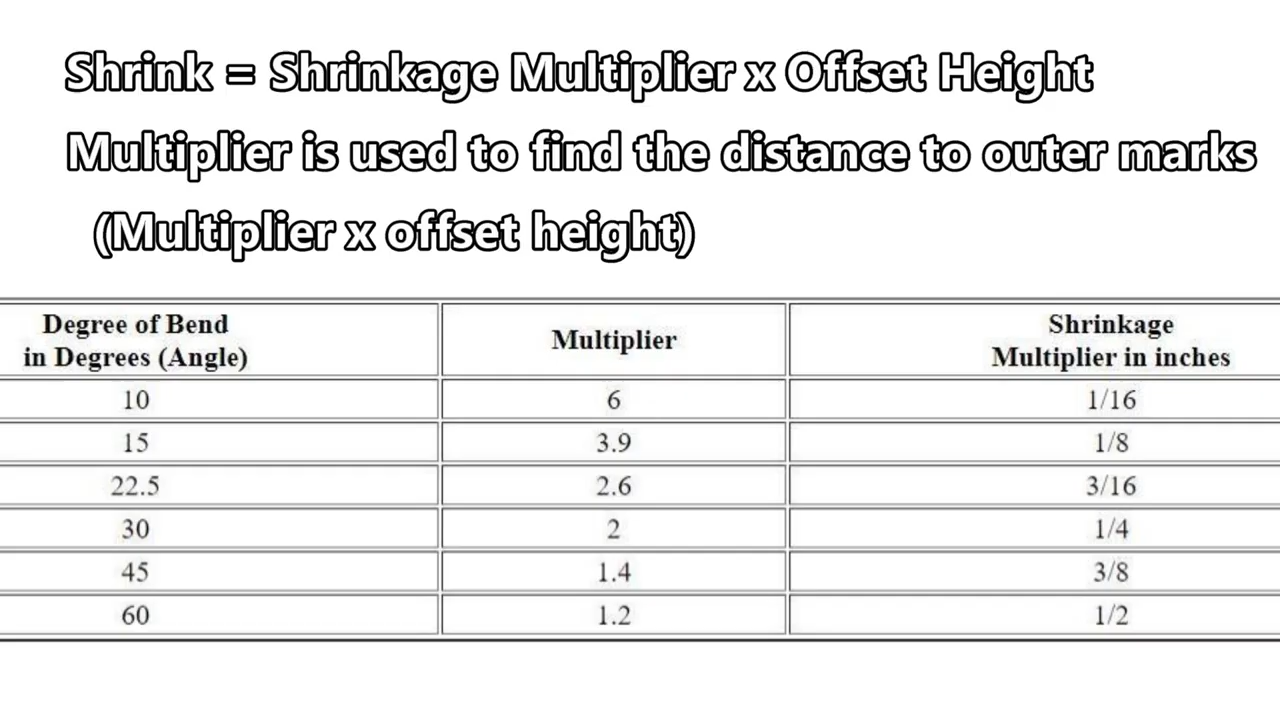 Shrink = Shrinkage Multiplier x Offset Height
Multiplier is used to find the distance to outer marks
(Multiplier x offset height)
Degree of Bend in Degrees (Angle) Multiplier Shrinkage Multiplier in inches
10 6 1/16
15 3.9 1/8
22.5 2.6 3/16
30 2 1/4
45 1.4 3/8
60 1.2 1/2